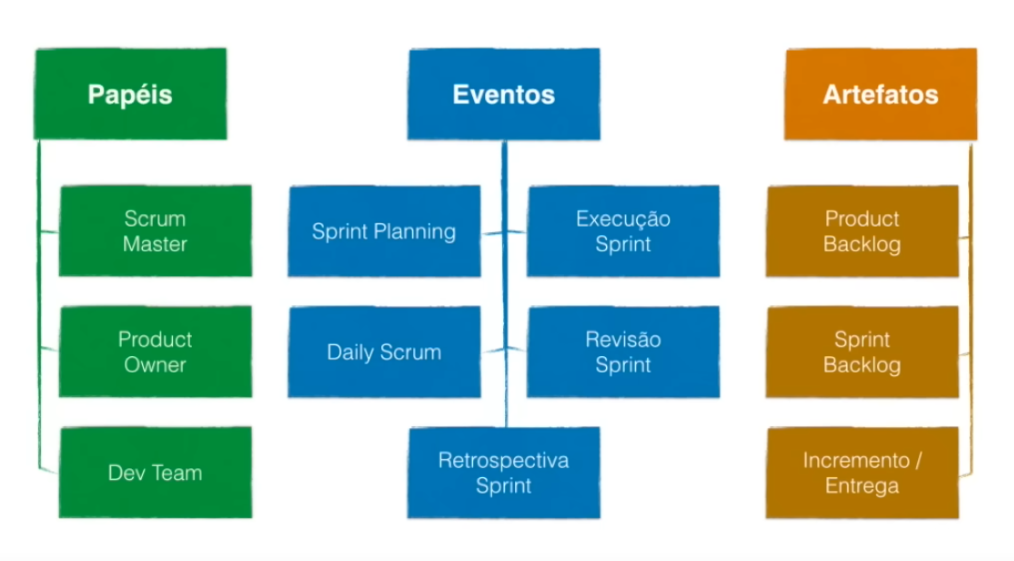 Papéis
Scrum
Master
Product
Owner
Dev Team
Eventos
Sprint Planning
Execução
Sprint
Daily Scrum
Revisão
Sprint
Retrospectiva
Sprint
Artefatos
Product
Backlog
Sprint
Backlog
Incremento /
Entrega